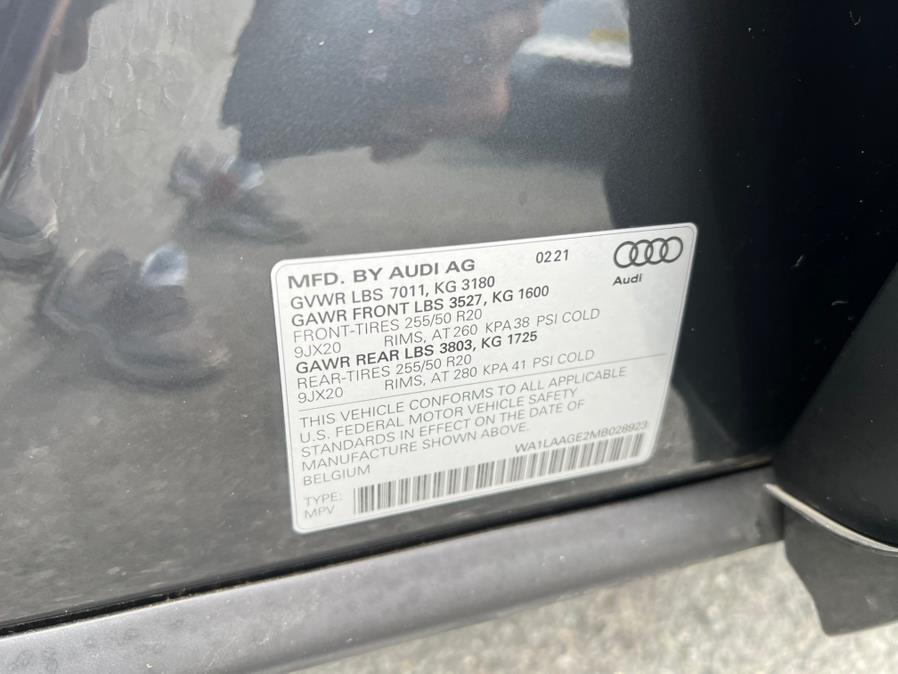 MFD. BY AUDI AG 0221
Audi
GVWR LBS 7011, KG 3180
GAWR FRONT LBS 3527, KG 1600
FRONT-TIRES 255/50 R20
9JX20 RIMS, AT 260 KPA 38 PSI COLD
GAWR REAR LBS 3803, KG 1725
REAR-TIRES 255/50 R20
9JX20 RIMS, AT 280 KPA 41 PSI COLD
THIS VEHICLE CONFORMS TO ALL APPLICABLE
U.S. FEDERAL MOTOR VEHICLE SAFETY
STANDARDS IN EFFECT ON THE DATE OF
MANUFACTURE SHOWN ABOVE.
BELGIUM
WA1LAAGE2MB028923
TYPE:
MPV